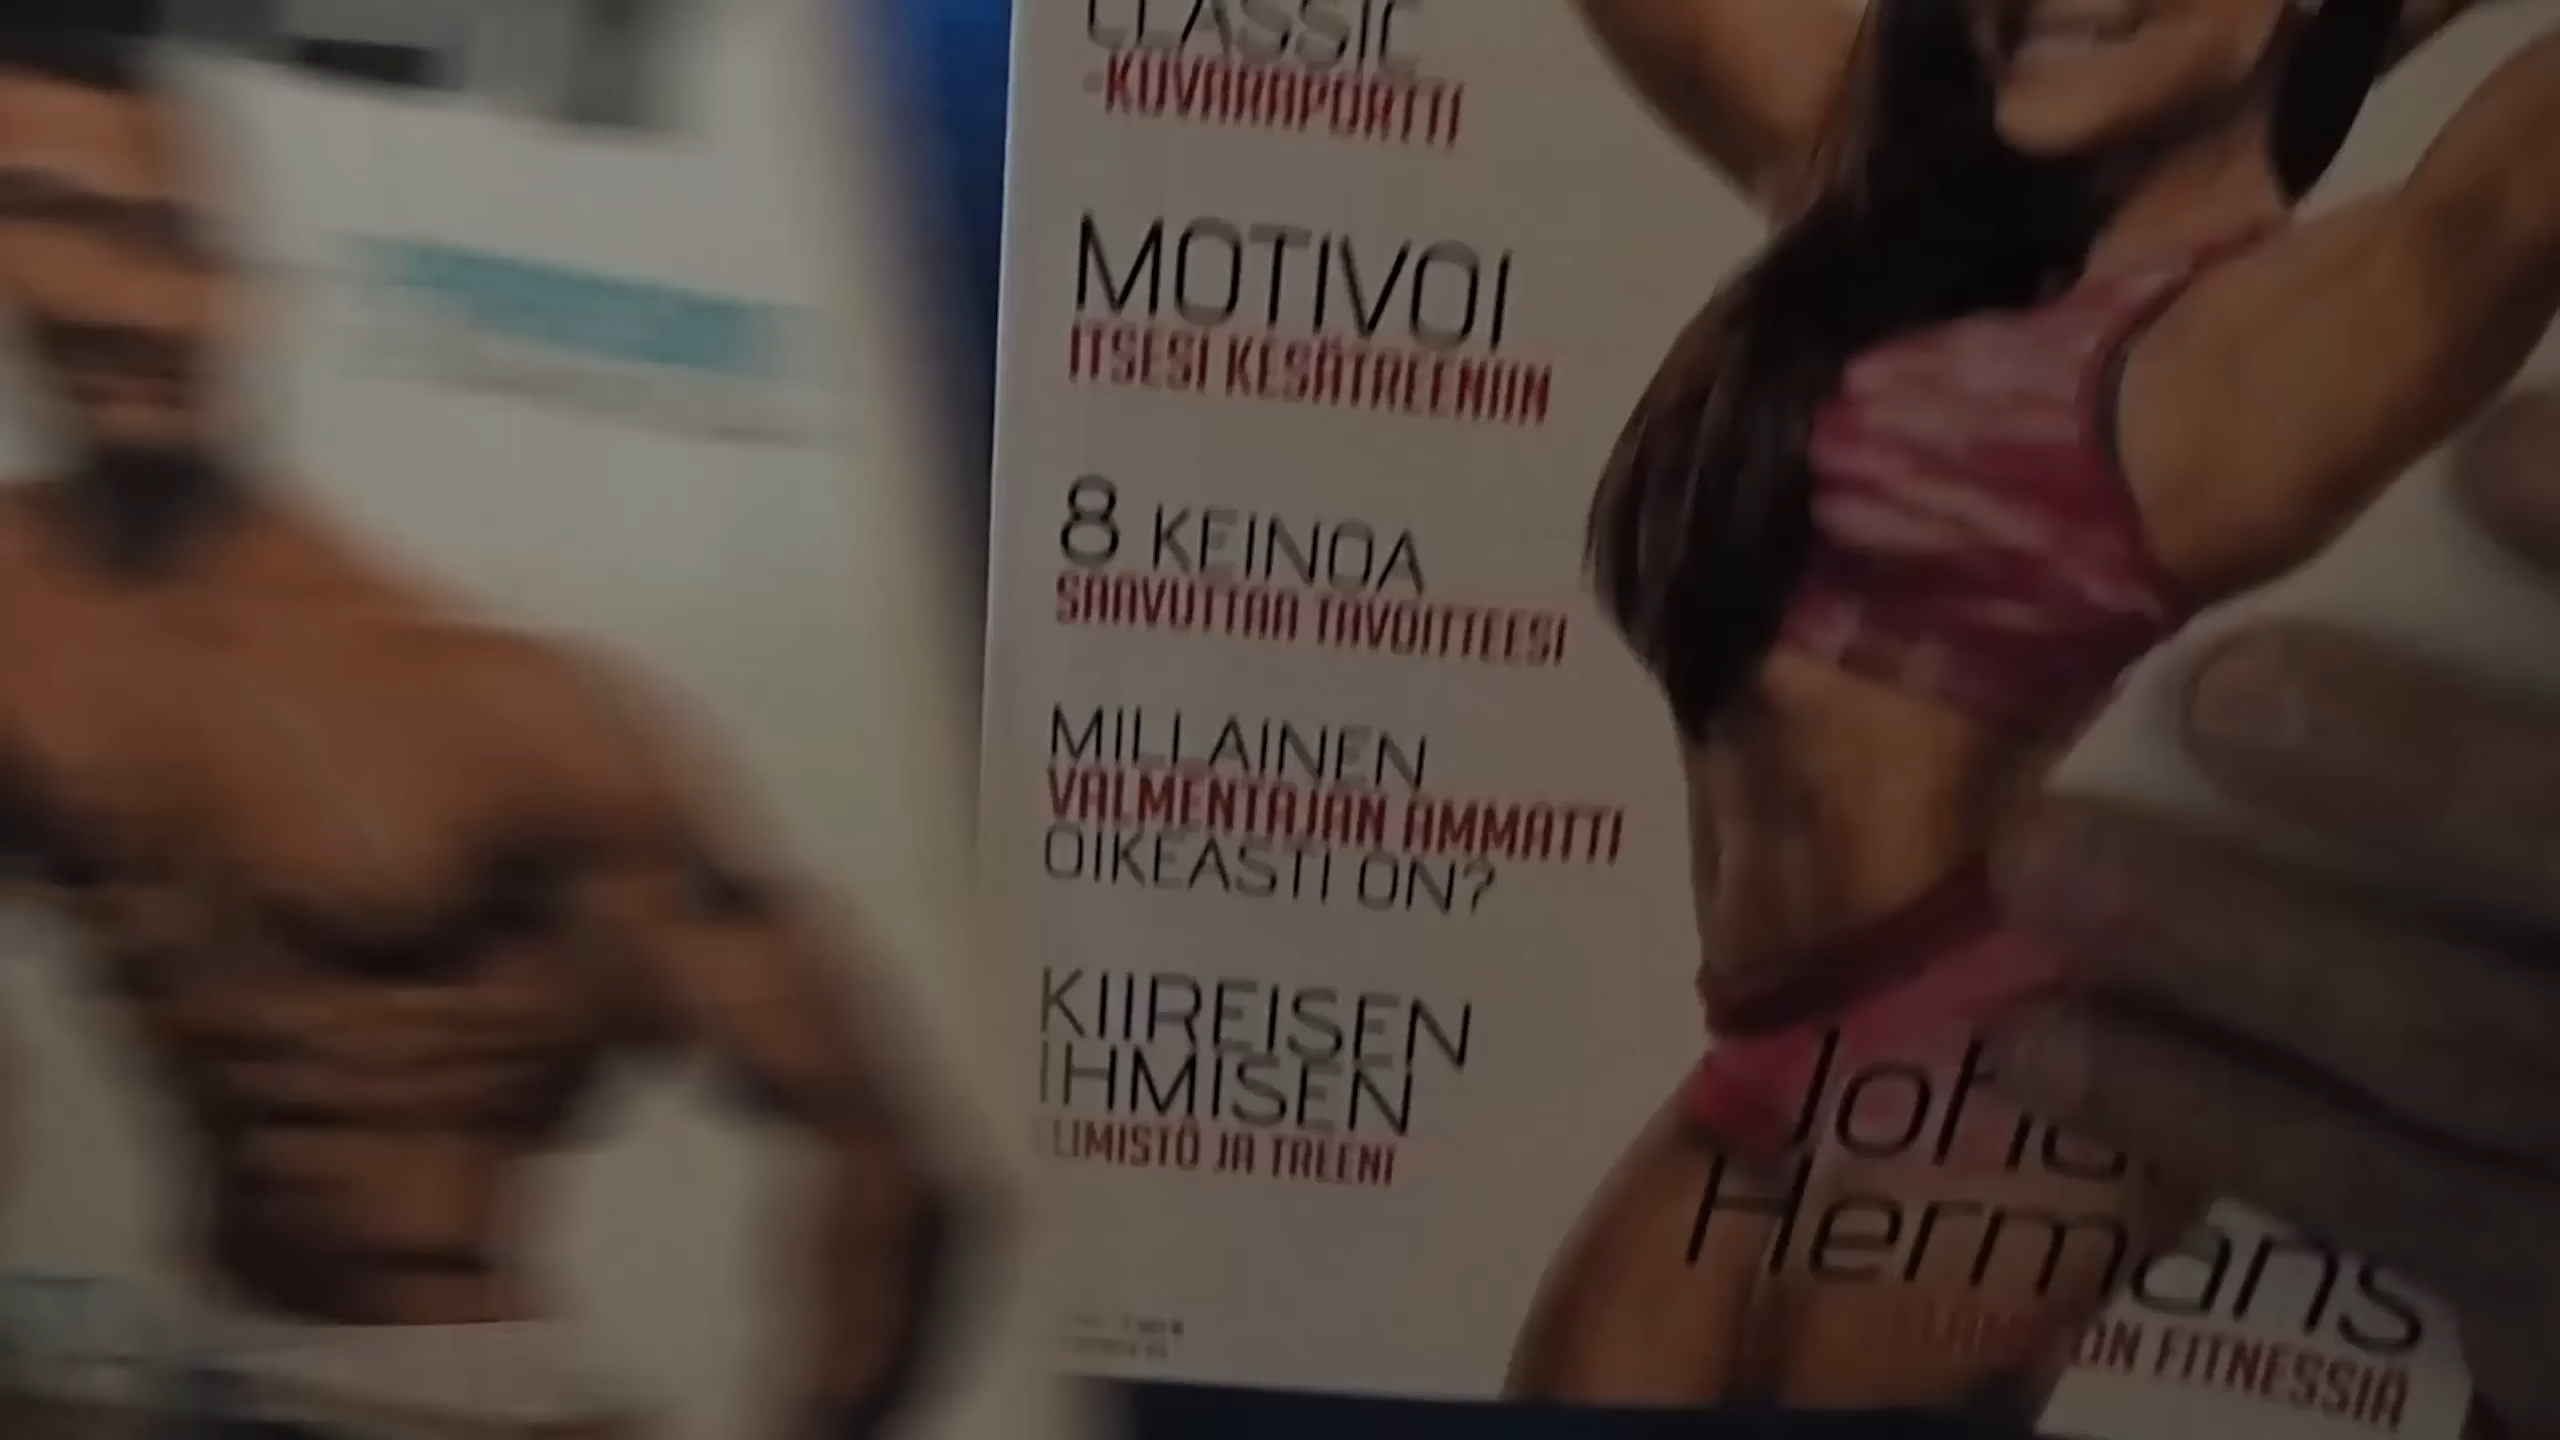 CLASSIC
-KUVARAPORTTI
MOTIVOI
ITSESI KESÄTREENIIN
8 KEINOA
SAAVUTTAA TAVOITTEESI
MILLAINEN
VALMENTAJAN AMMATTI
OIKEASTI ON?
KIIREISEN
IHMISEN
ELIMISTÖ JA TREENI
Hermans
ON FITNESSIÄ